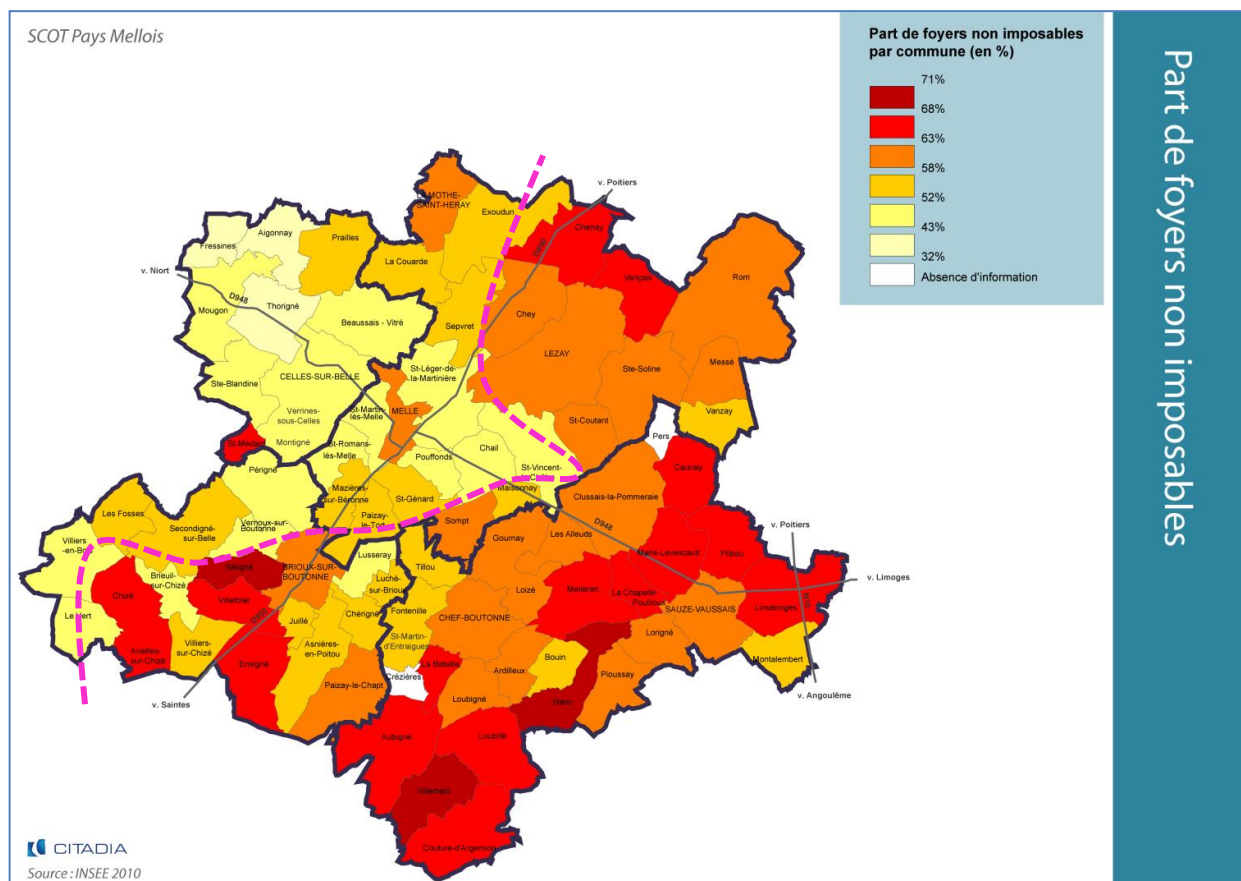 SCOT Pays Mellois
Part de foyers non imposables
par commune (en %)
71%
68%
63%
58%
52%
43%
32%
Absence d'information
Part de foyers non imposables
v. Poitiers
LA MOTHE-
SAINT-HERAY
Exoudun
Chenay
Fressines
Aigonnay
Prailles
La Couarde
D950
Vançais
Rom
v. Niort
D948
Mougon
Thorigné
Beaussais - Vitré
Sepvret
Chey
LEZAY
Messé
Ste-Blandine
CELLES-SUR-BELLE
St-Léger-de-
la-Martinière
Ste-Soline
Verrines-
sous-Celles
St-Martin-
lès-Melle
MELLE
St-Coutant
Vanzay
St-Médard
Montigné
St-Romans-
lès-Melle
Pouffonds
Chail
Pers
Périgné
St-Vincent-
Caunay
Mazières-
sur-Béronne
St-Génard
Maisonnay
Clussais-la-Pommeraie
Les Fosses
Secondigné-
sur-Belle
Vernoux-sur-
Boutonne
Paizay-
le-Tort
Sompt
D948
Villiers
Gournay
Les Alleuds
v. Poitiers
Lusseray
Tillou
Mairé-Lévescault
Plibou
Brieuil-
sur-Chizé
Séligné
BRIOUX-SUR-
BOUTONNE
Luché-
sur-Brioux
v. Limoges
Chizé
Villefollet
Loizé
Melleran
La Chapelle-
Pouilloux
Limalonges
N10
Le Vert
D950
Juillé
Chérigné
Fontenille
CHEF-BOUTONNE
SAUZE-VAUSSAIS
Lorigné
Villiers-
sur-Chizé
Asnières-
en-Poitou
St-Martin-
d'Entraigues
Availles-
sur-Chizé
Ensigné
La Bataille
Ardilleux
Bouin
Montalembert
Crézières
Pioussay
Paizay-le-Chapt
Loubigné
Hanc
v. Angoulême
v. Saintes
Aubigné
Loubillé
Villemain
Couture-d'Argenson
CITADIA
Source : INSEE 2010